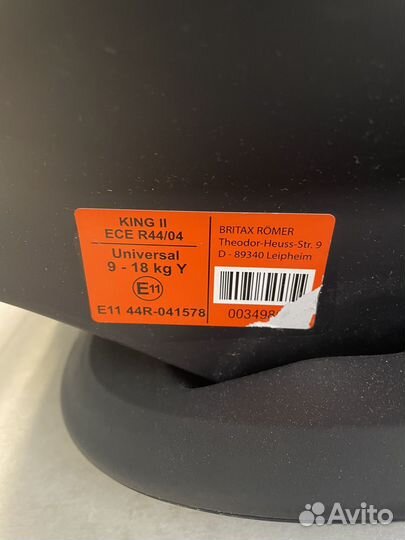 KING II
ECE R44/04
Universal
9 - 18 kg Y
E11
E11 44R-041578
BRITAX RÖMER
Theodor-Heuss-Str. 9
D - 89340 Leipheim
Avito